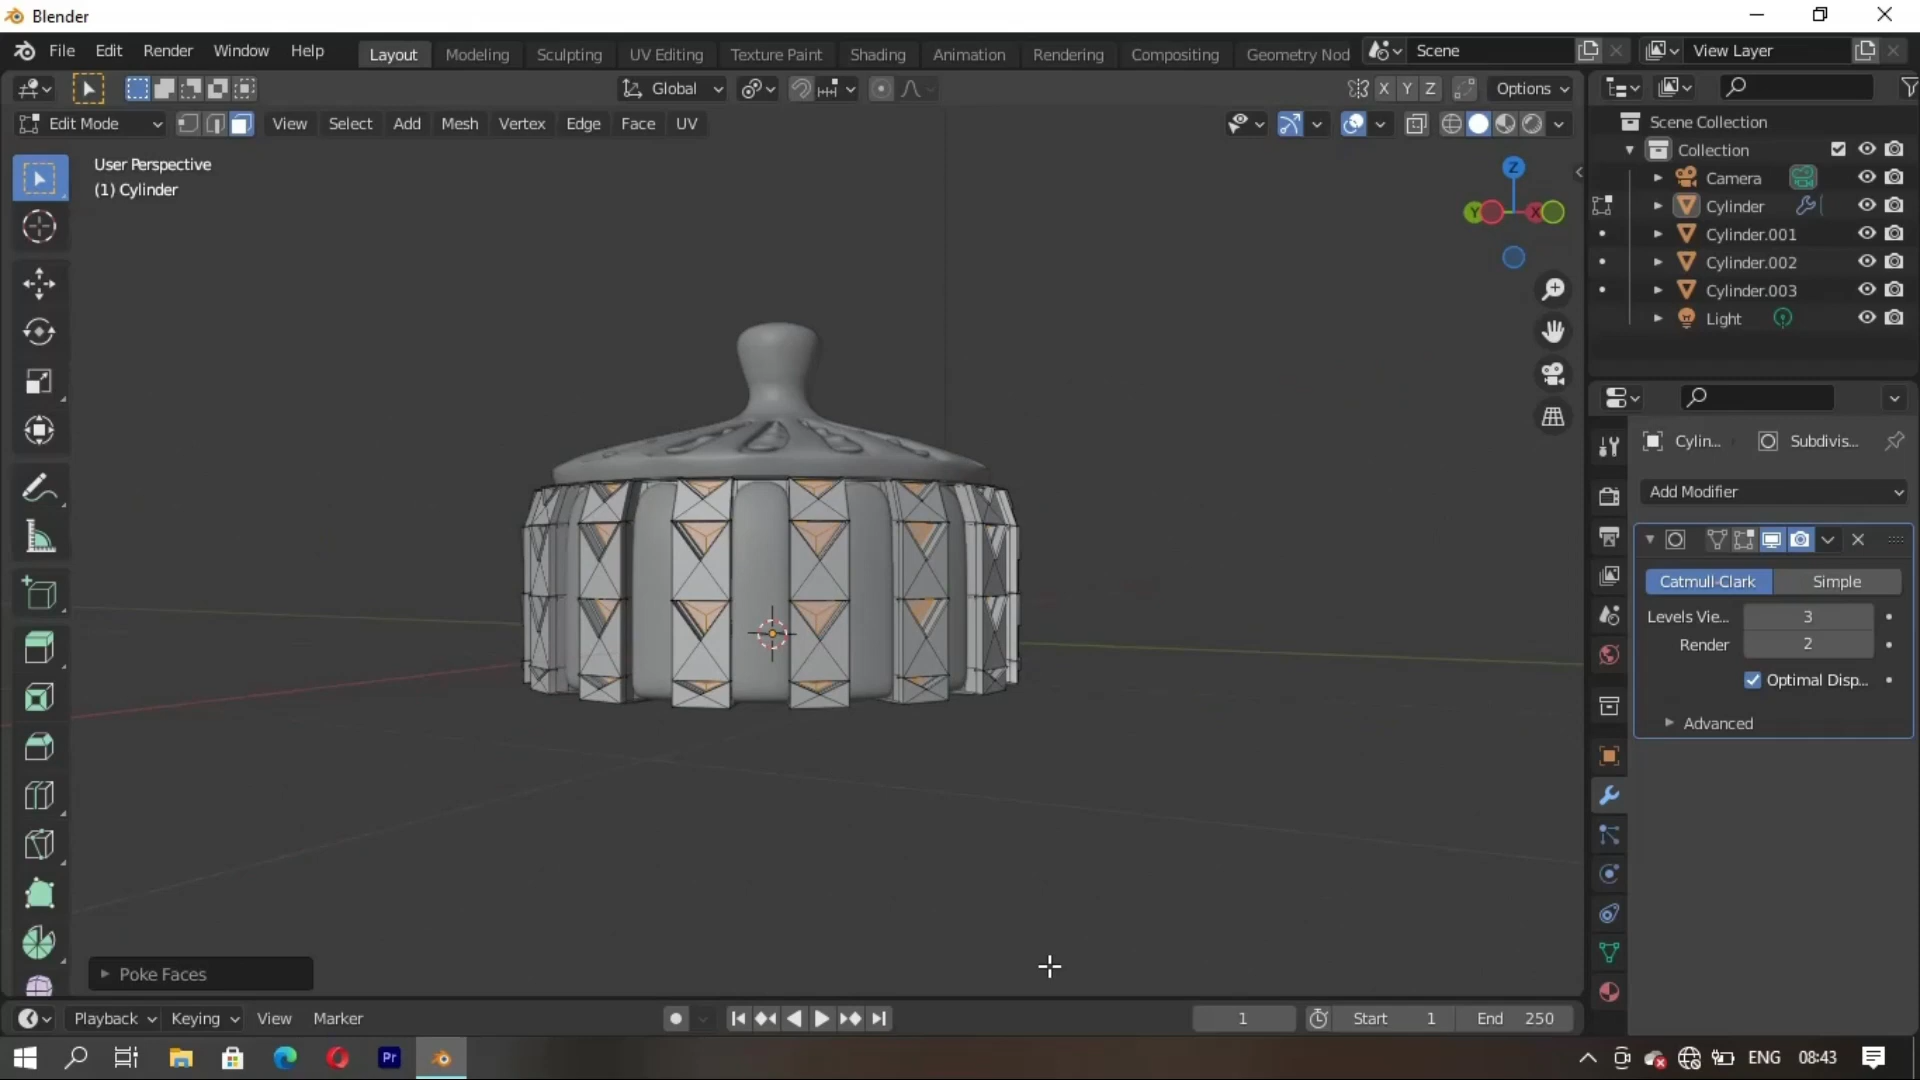 Blender
File Edit Render Window Help
Layout Modeling Sculpting UV Editing Texture Paint Shading Animation Rendering Compositing Geometry Nod
Scene
View Layer
Global
X Y Z
Options
Edit Mode
View Select Add Mesh Vertex Edge Face UV
User Perspective
(1) Cylinder
Z
Y
X
Scene Collection
Collection
Camera
Cylinder
Cylinder.001
Cylinder.002
Cylinder.003
Light
Cylin...
Subdivis...
Add Modifier
Catmull-Clark Simple
Levels Vie... 3
Render 2
Optimal Disp...
Advanced
Poke Faces
Playback Keying View Marker
1
Start 1
End 250
Pr
ENG 08:43